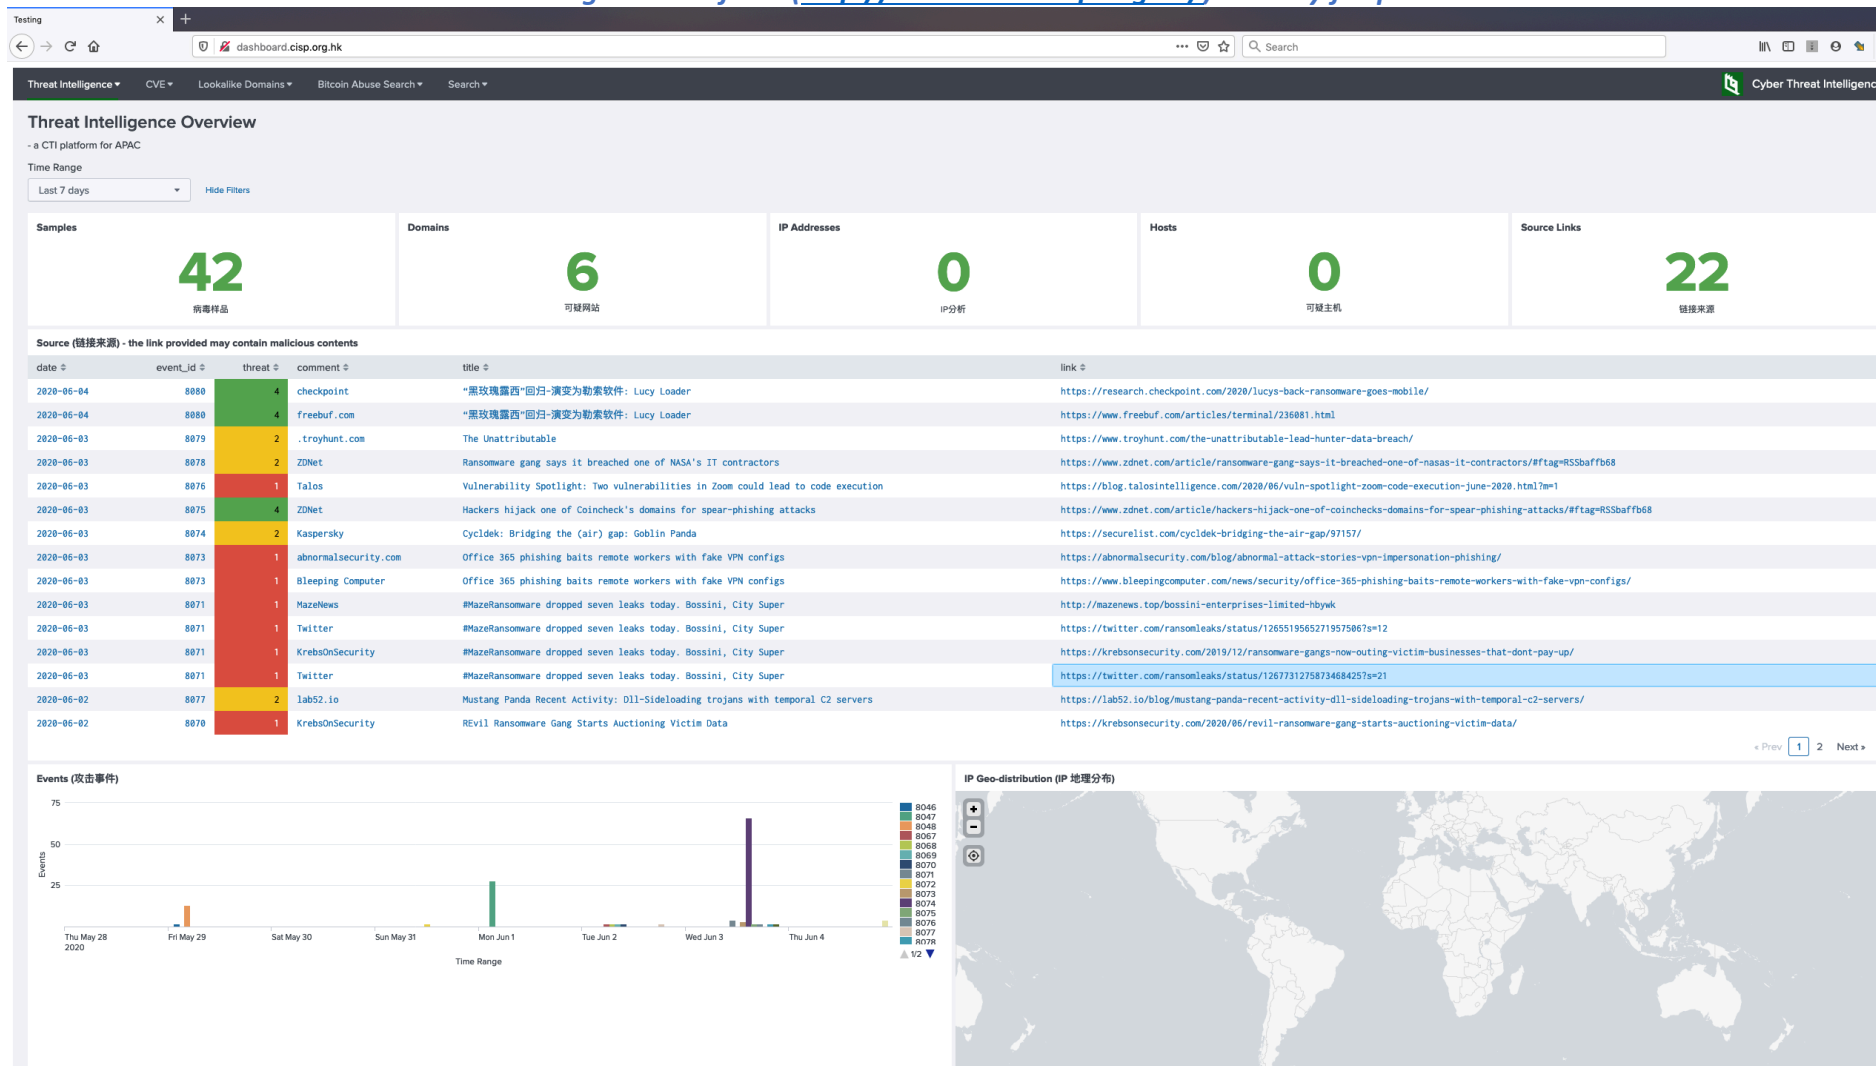 Testing
dashboard.cisp.org.hk
Search
Threat Intelligence CVE Lookalike Domains Bitcoin Abuse Search Search
Cyber Threat Intelligenc
Threat Intelligence Overview
- a CTI platform for APAC
Time Range
Last 7 days Hide Filters
Samples Domains IP Addresses Hosts Source Links
42 6 0 0 22
病毒样品 可疑网站 IP分析 可疑主机 链接来源
Source (链接来源) - the link provided may contain malicious contents
date event_id threat comment title link
2020-06-04 8080 4 checkpoint “黑玫瑰露西”回归-演变为勒索软件: Lucy Loader https://research.checkpoint.com/2020/lucys-back-ransomware-goes-mobile/
2020-06-04 8080 4 freebuf.com “黑玫瑰露西”回归-演变为勒索软件: Lucy Loader https://www.freebuf.com/articles/terminal/236081.html
2020-06-03 8079 2 .troyhunt.com The Unattributable https://www.troyhunt.com/the-unattributable-lead-hunter-data-breach/
2020-06-03 8078 2 ZDNet Ransomware gang says it breached one of NASA's IT contractors https://www.zdnet.com/article/ransomware-gang-says-it-breached-one-of-nasas-it-contractors/#ftag=RSSbaffb68
2020-06-03 8076 1 Talos Vulnerability Spotlight: Two vulnerabilities in Zoom could lead to code execution https://blog.talosintelligence.com/2020/06/vuln-spotlight-zoom-code-execution-june-2020.html?m=1
2020-06-03 8075 4 ZDNet Hackers hijack one of Coincheck's domains for spear-phishing attacks https://www.zdnet.com/article/hackers-hijack-one-of-coinchecks-domains-for-spear-phishing-attacks/#ftag=RSSbaffb68
2020-06-03 8074 2 Kaspersky Cycldek: Bridging the (air) gap: Goblin Panda https://securelist.com/cycldek-bridging-the-air-gap/97157/
2020-06-03 8073 1 abnormalsecurity.com Office 365 phishing baits remote workers with fake VPN configs https://abnormalsecurity.com/blog/abnormal-attack-stories-vpn-impersonation-phishing/
2020-06-03 8073 1 Bleeping Computer Office 365 phishing baits remote workers with fake VPN configs https://www.bleepingcomputer.com/news/security/office-365-phishing-baits-remote-workers-with-fake-vpn-configs/
2020-06-03 8071 1 MazeNews #MazeRansomware dropped seven leaks today. Bossini, City Super http://mazenews.top/bossini-enterprises-limited-hbywk
2020-06-03 8071 1 Twitter #MazeRansomware dropped seven leaks today. Bossini, City Super https://twitter.com/ransomleaks/status/1265519565271957506?s=12
2020-06-03 8071 1 KrebsOnSecurity #MazeRansomware dropped seven leaks today. Bossini, City Super https://krebsonsecurity.com/2019/12/ransomware-gangs-now-outing-victim-businesses-that-dont-pay-up/
2020-06-03 8071 1 Twitter #MazeRansomware dropped seven leaks today. Bossini, City Super https://twitter.com/ransomleaks/status/1267731275873468425?s=21
2020-06-02 8077 2 lab52.io Mustang Panda Recent Activity: Dll-Sideloading trojans with temporal C2 servers https://lab52.io/blog/mustang-panda-recent-activity-dll-sideloading-trojans-with-temporal-c2-servers/
2020-06-02 8070 1 KrebsOnSecurity REvil Ransomware Gang Starts Auctioning Victim Data https://krebsonsecurity.com/2020/06/revil-ransomware-gang-starts-auctioning-victim-data/
« Prev 1 2 Next »
Events (攻击事件)
75
50
25
Events
Thu May 28 Fri May 29 Sat May 30 Sun May 31 Mon Jun 1 Tue Jun 2 Wed Jun 3 Thu Jun 4
2020
Time Range
8046
8047
8048
8067
8068
8069
8070
8071
8072
8073
8074
8075
8076
8077
8078
1/2
IP Geo-distribution (IP 地理分布)
+
-